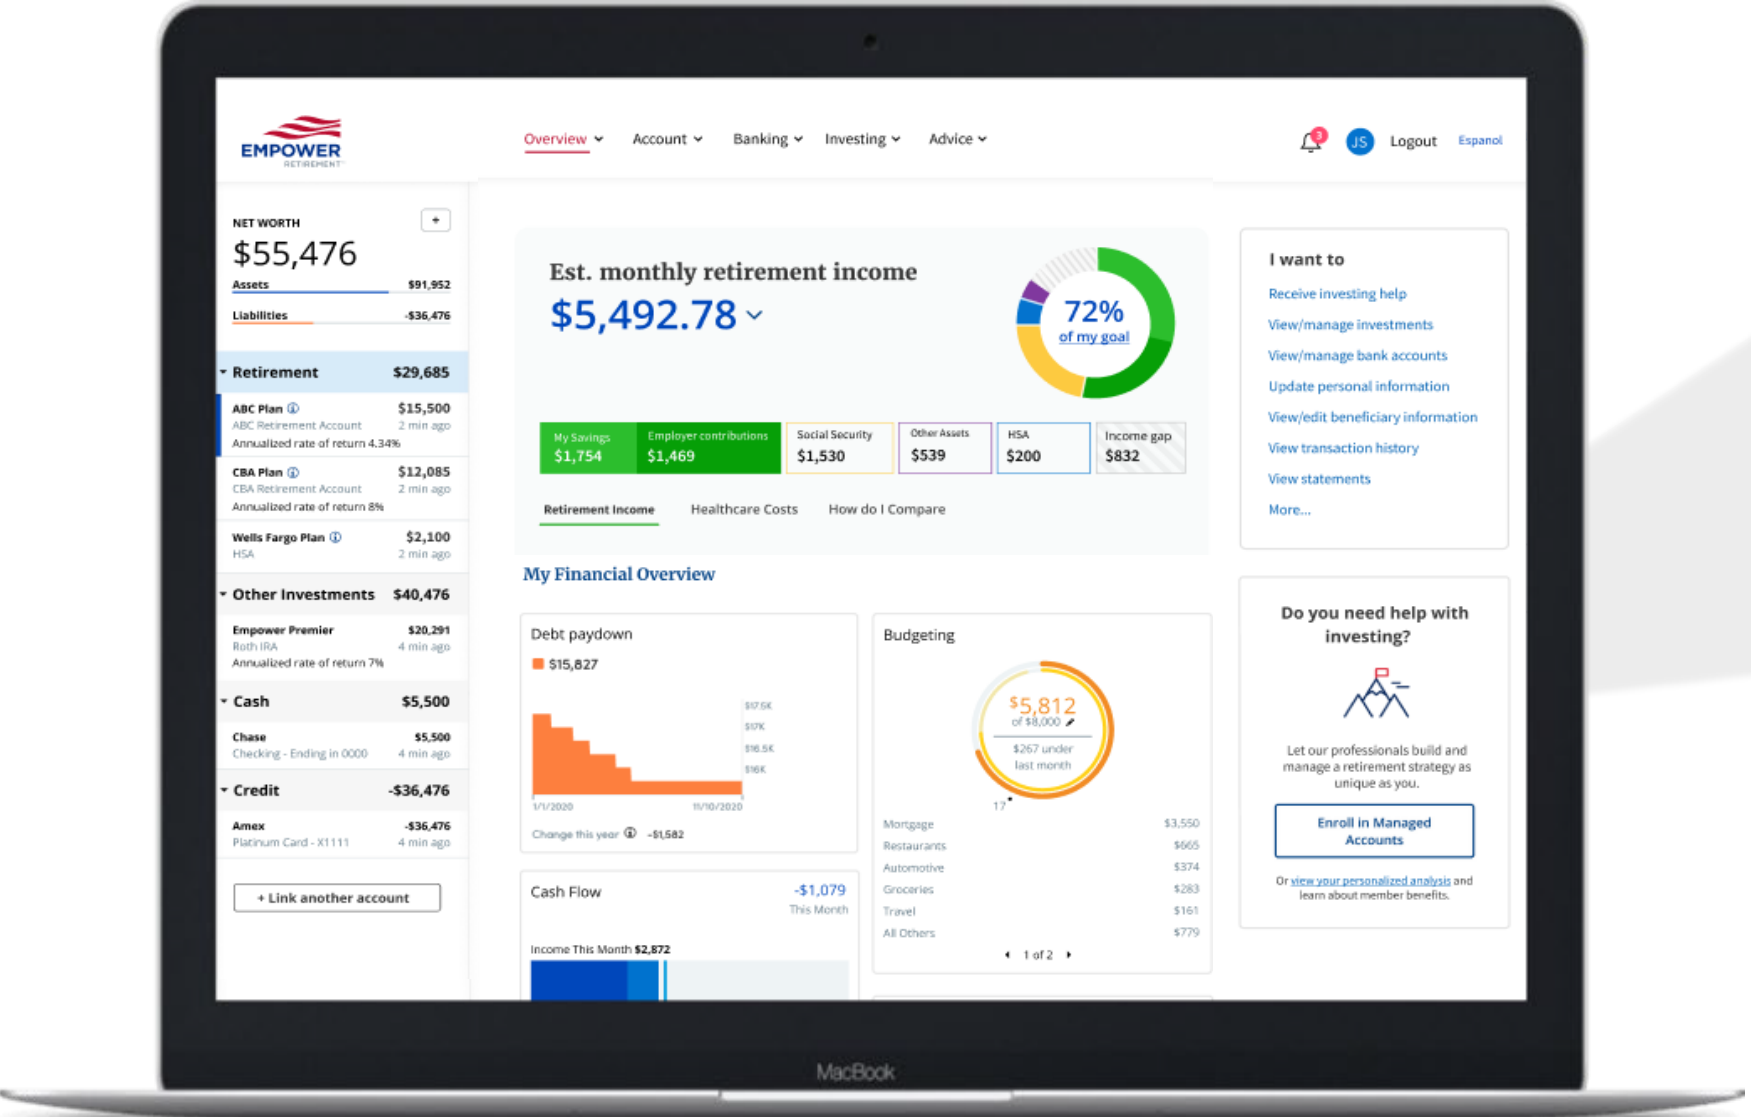 EMPOWER
RETIREMENT
Overview
Account
Banking
Investing
Advice
3
JS
Logout
Espanol
NET WORTH
+
$55,476
Assets $91,952
Liabilities -$36,476
Retirement $29,685
ABC Plan $15,500
ABC Retirement Account 2 min ago
Annualized rate of return 4.34%
CBA Plan $12,085
CBA Retirement Account 2 min ago
Annualized rate of return 8%
Wells Fargo Plan $2,100
HSA 2 min ago
Other Investments $40,476
Empower Premier $20,291
Roth IRA 4 min ago
Annualized rate of return 7%
Cash $5,500
Chase $5,500
Checking - Ending in 0000 4 min ago
Credit -$36,476
Amex -$36,476
Platinum Card - X1111 4 min ago
+ Link another account
Est. monthly retirement income
$5,492.78
72%
of my goal
My Savings
$1,754
Employer contributions
$1,469
Social Security
$1,530
Other Assets
$539
HSA
$200
Income gap
$832
Retirement Income
Healthcare Costs
How do I Compare
My Financial Overview
Debt paydown
$15,827
$17.5K
$17K
$16.5K
$16K
1/1/2020
11/10/2020
Change this year -$1,582
Cash Flow -$1,079
This Month
Income This Month $2,872
Budgeting
$5,812
of $8,000
$267 under
last month
17
Mortgage $3,550
Restaurants $665
Automotive $374
Groceries $283
Travel $161
All Others $779
1 of 2
I want to
Receive investing help
View/manage investments
View/manage bank accounts
Update personal information
View/edit beneficiary information
View transaction history
View statements
More...
Do you need help with
investing?
Let our professionals build and
manage a retirement strategy as
unique as you.
Enroll in Managed
Accounts
Or view your personalized analysis and
learn about member benefits.
MacBook